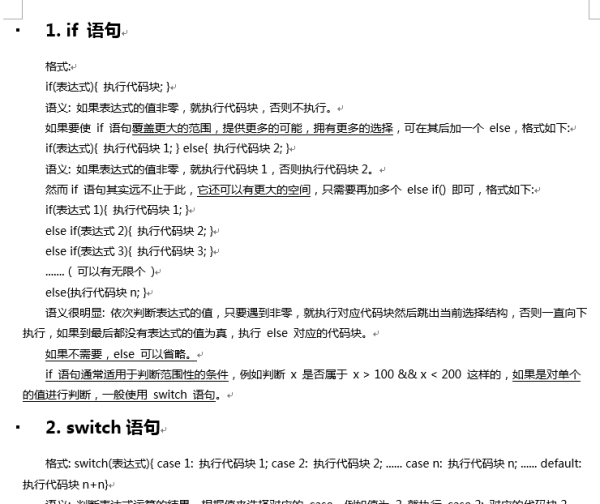 1. if 语句
格式:
if(表达式){ 执行代码块; }
语义: 如果表达式的值非零，就执行代码块，否则不执行。
如果要使 if 语句覆盖更大的范围，提供更多的可能，拥有更多的选择，可在其后加一个 else，格式如下:
if(表达式){ 执行代码块 1; } else{ 执行代码块 2; }
语义: 如果表达式的值非零，就执行代码块 1，否则执行代码块 2。
然而 if 语句其实远不止于此，它还可以有更大的空间，只需要再加多个 else if() 即可，格式如下:
if(表达式 1){ 执行代码块 1; }
else if(表达式 2){ 执行代码块 2; }
else if(表达式 3){ 执行代码块 3; }
....... ( 可以有无限个 )
else{执行代码块 n; }
语义很明显: 依次判断表达式的值，只要遇到非零，就执行对应代码块然后跳出当前选择结构，否则一直向下
执行，如果到最后都没有表达式的值为真，执行 else 对应的代码块。
如果不需要，else 可以省略。
if 语句通常适用于判断范围性的条件，例如判断 x 是否属于 x > 100 && x < 200 这样的，如果是对单个
的值进行判断，一般使用 switch 语句。
2. switch 语句
格式: switch(表达式){ case 1: 执行代码块 1; case 2: 执行代码块 2; ...... case n: 执行代码块 n; ...... default:
执行代码块 n+n}